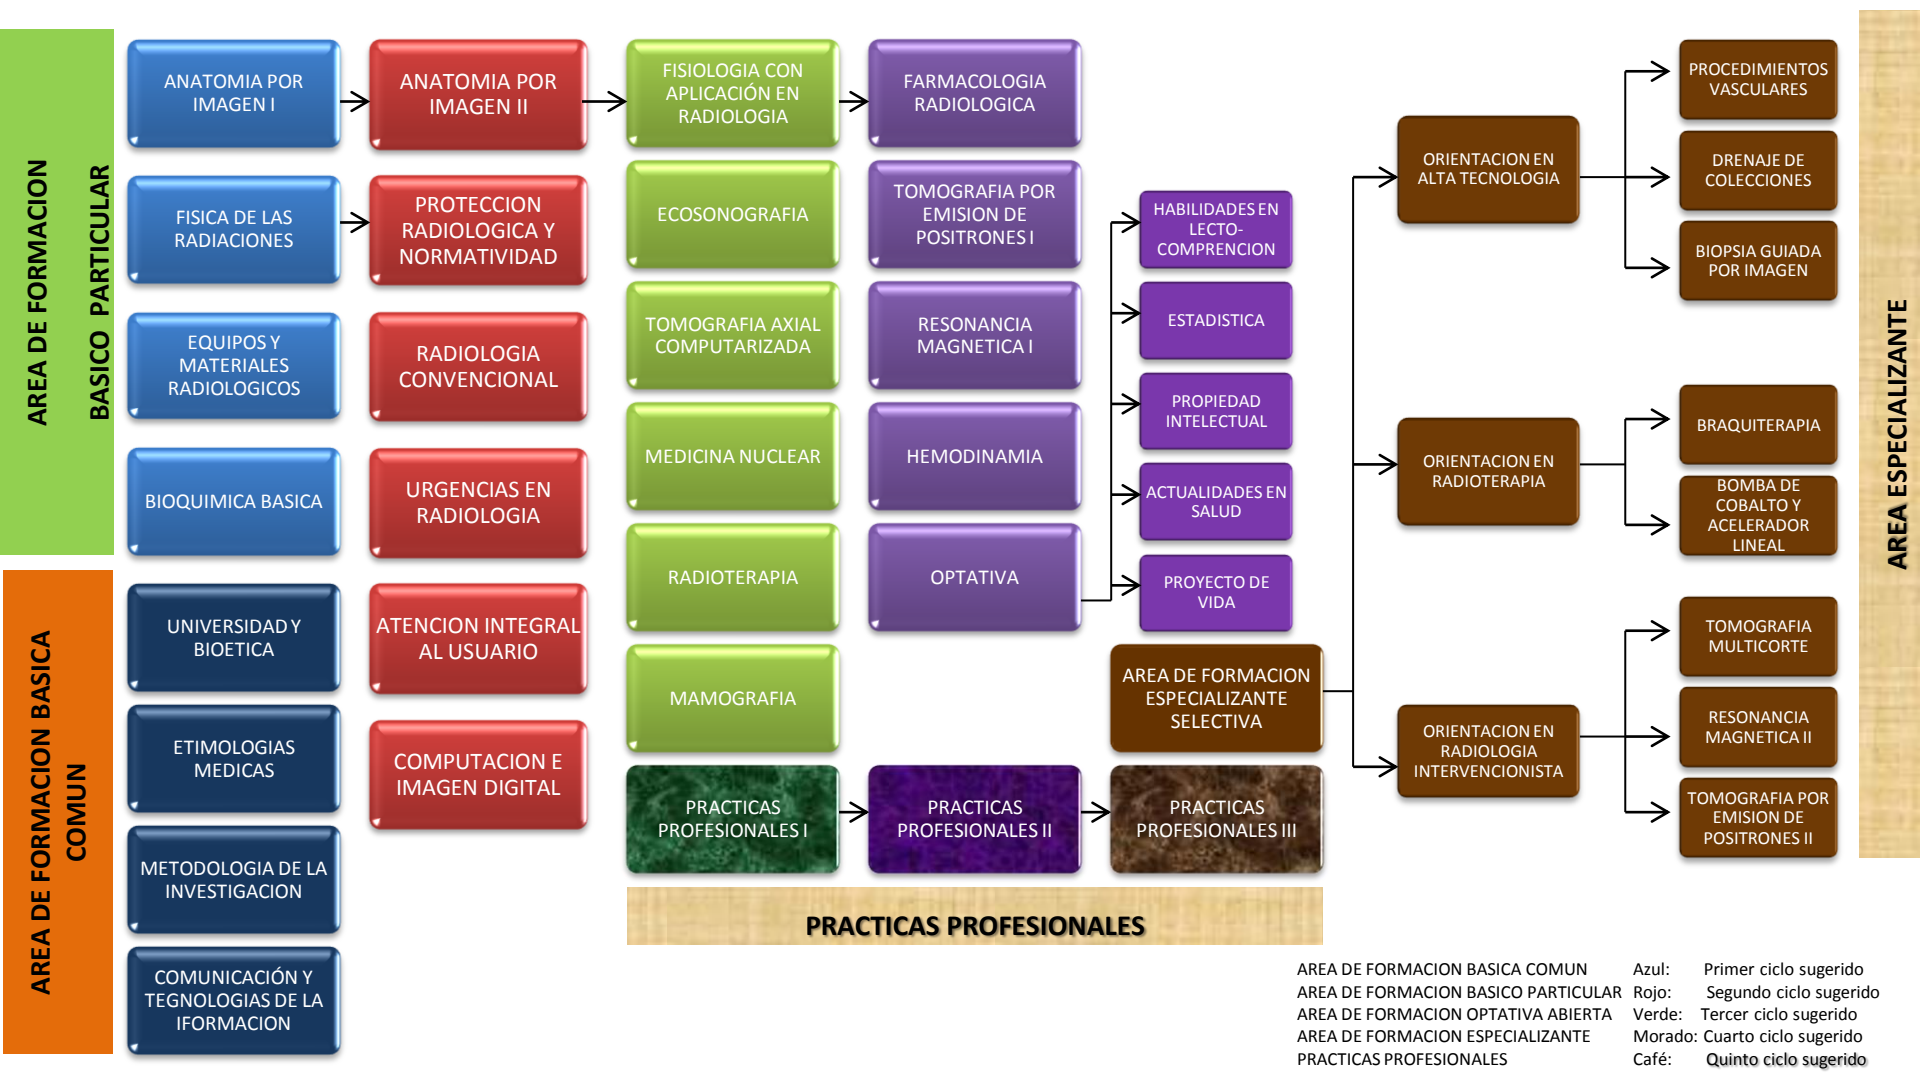 AREA DE FORMACION
BASICO PARTICULAR
AREA DE FORMACION BASICA
COMUN
ANATOMIA POR
IMAGEN I
FISICA DE LAS
RADIACIONES
EQUIPOS Y
MATERIALES
RADIOLOGICOS
BIOQUIMICA BASICA
UNIVERSIDAD Y
BIOETICA
ETIMOLOGIAS
MEDICAS
METODOLOGIA DE LA
INVESTIGACION
COMUNICACIÓN Y
TEGNOLOGIAS DE LA
IFORMACION
ANATOMIA POR
IMAGEN II
PROTECCION
RADIOLOGICA Y
NORMATIVIDAD
RADIOLOGIA
CONVENCIONAL
URGENCIAS EN
RADIOLOGIA
ATENCION INTEGRAL
AL USUARIO
COMPUTACION E
IMAGEN DIGITAL
FISIOLOGIA CON
APLICACIÓN EN
RADIOLOGIA
ECOSONOGRAFIA
TOMOGRAFIA AXIAL
COMPUTARIZADA
MEDICINA NUCLEAR
RADIOTERAPIA
MAMOGRAFIA
PRACTICAS
PROFESIONALES I
FARMACOLOGIA
RADIOLOGICA
TOMOGRAFIA POR
EMISION DE
POSITRONES I
RESONANCIA
MAGNETICA I
HEMODINAMIA
OPTATIVA
PRACTICAS
PROFESIONALES II
HABILIDADES EN
LECTO-
COMPRENCION
ESTADISTICA
PROPIEDAD
INTELECTUAL
ACTUALIDADES EN
SALUD
PROYECTO DE
VIDA
AREA DE FORMACION
ESPECIALIZANTE
SELECTIVA
PRACTICAS
PROFESIONALES III
PRACTICAS PROFESIONALES
ORIENTACION EN
ALTA TECNOLOGIA
ORIENTACION EN
RADIOTERAPIA
ORIENTACION EN
RADIOLOGIA
INTERVENCIONISTA
PROCEDIMIENTOS
VASCULARES
DRENAJE DE
COLECCIONES
BIOPSIA GUIADA
POR IMAGEN
BRAQUITERAPIA
BOMBA DE
COBALTO Y
ACELERADOR
LINEAL
TOMOGRAFIA
MULTICORTE
RESONANCIA
MAGNETICA II
TOMOGRAFIA POR
EMISION DE
POSITRONES II
AREA ESPECIALIZANTE
AREA DE FORMACION BASICA COMUN Azul: Primer ciclo sugerido
AREA DE FORMACION BASICO PARTICULAR Rojo: Segundo ciclo sugerido
AREA DE FORMACION OPTATIVA ABIERTA Verde: Tercer ciclo sugerido
AREA DE FORMACION ESPECIALIZANTE Morado: Cuarto ciclo sugerido
PRACTICAS PROFESIONALES Café: Quinto ciclo sugerido